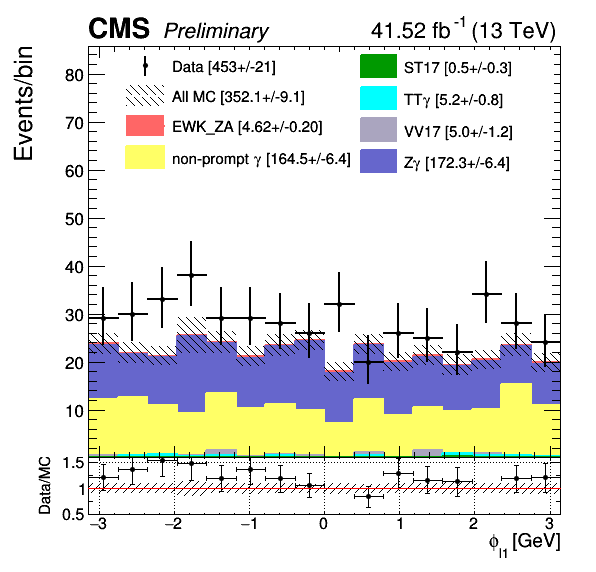 CMS Preliminary 41.52 fb⁻¹ (13 TeV)
Events/bin
Data [453+/-21]
All MC [352.1+/-9.1]
EWK_ZA [4.62+/-0.20]
non-prompt γ [164.5+/-6.4]
ST17 [0.5+/-0.3]
TTγ [5.2+/-0.8]
VV17 [5.0+/-1.2]
Zγ [172.3+/-6.4]
80
70
60
50
40
30
20
10
Data/MC
1.5
1
0.5
−3 −2 −1 0 1 2 3
ϕ_l1 [GeV]